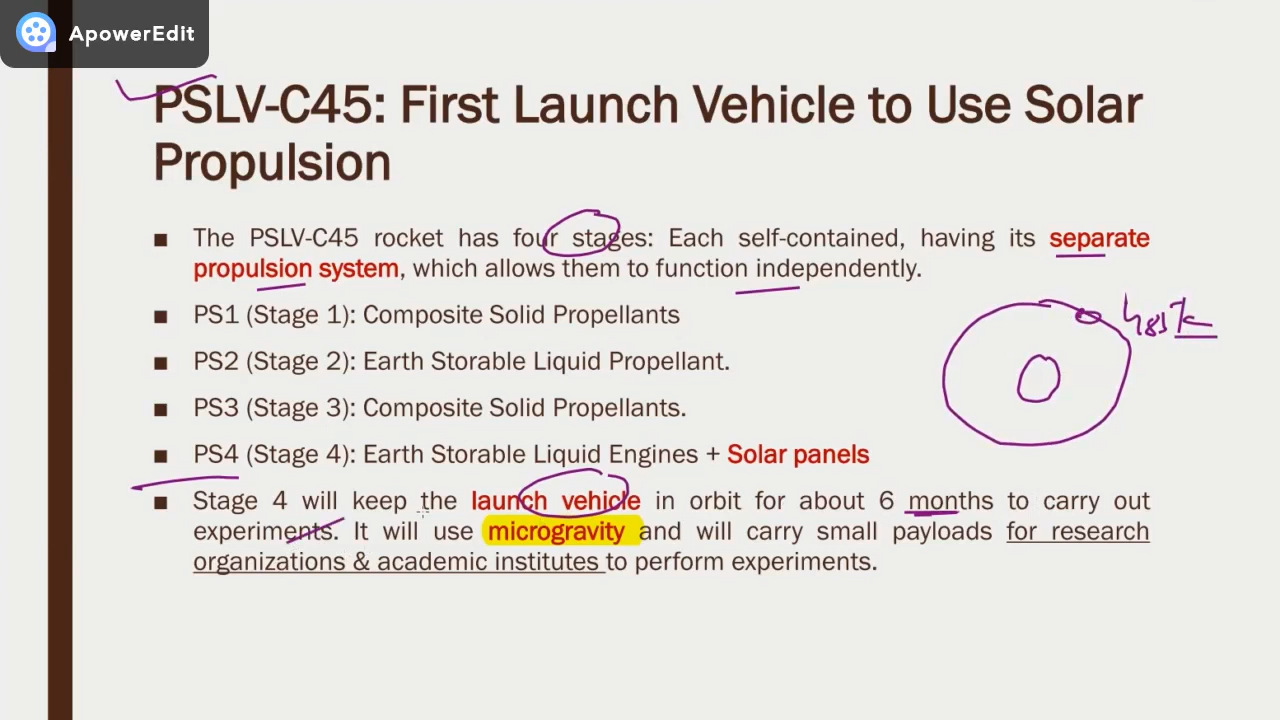 ApowerEdit
PSLV-C45: First Launch Vehicle to Use Solar
Propulsion
■ The PSLV-C45 rocket has four stages: Each self-contained, having its separate
propulsion system, which allows them to function independently.
■ PS1 (Stage 1): Composite Solid Propellants
■ PS2 (Stage 2): Earth Storable Liquid Propellant.
■ PS3 (Stage 3): Composite Solid Propellants.
■ PS4 (Stage 4): Earth Storable Liquid Engines + Solar panels
■ Stage 4 will keep the launch vehicle in orbit for about 6 months to carry out
experiments. It will use microgravity and will carry small payloads for research
organizations & academic institutes to perform experiments.